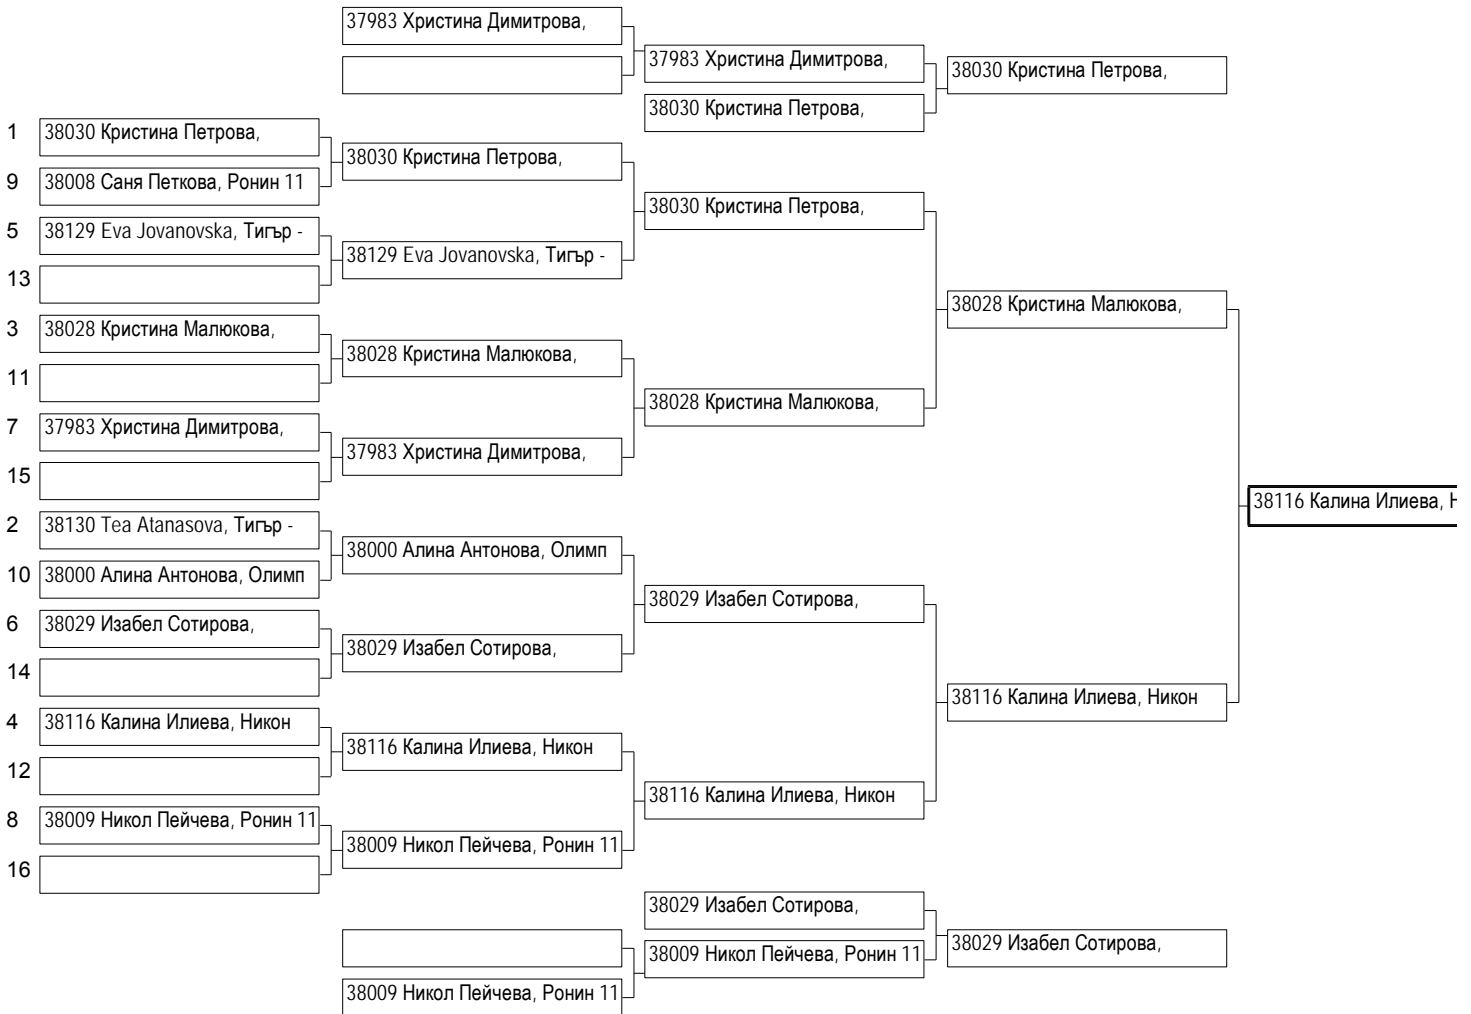 37983 Христина Димитрова,
37983 Христина Димитрова,
38030 Кристина Петрова,
38030 Кристина Петрова,
1 38030 Кристина Петрова,
38030 Кристина Петрова,
9 38008 Саня Петкова, Ронин 11
38030 Кристина Петрова,
5 38129 Eva Jovanovska, Тигър -
38129 Eva Jovanovska, Тигър -
13
38028 Кристина Малюкова,
3 38028 Кристина Малюкова,
38028 Кристина Малюкова,
11
38028 Кристина Малюкова,
7 37983 Христина Димитрова,
37983 Христина Димитрова,
15
38116 Калина Илиева, Н
2 38130 Tea Atanasova, Тигър -
38000 Алина Антонова, Олимп
10 38000 Алина Антонова, Олимп
38029 Изабел Сотирова,
6 38029 Изабел Сотирова,
38029 Изабел Сотирова,
14
38116 Калина Илиева, Никон
4 38116 Калина Илиева, Никон
38116 Калина Илиева, Никон
12
38116 Калина Илиева, Никон
8 38009 Никол Пейчева, Ронин 11
38009 Никол Пейчева, Ронин 11
16
38029 Изабел Сотирова,
38009 Никол Пейчева, Ронин 11
38029 Изабел Сотирова,
38009 Никол Пейчева, Ронин 11